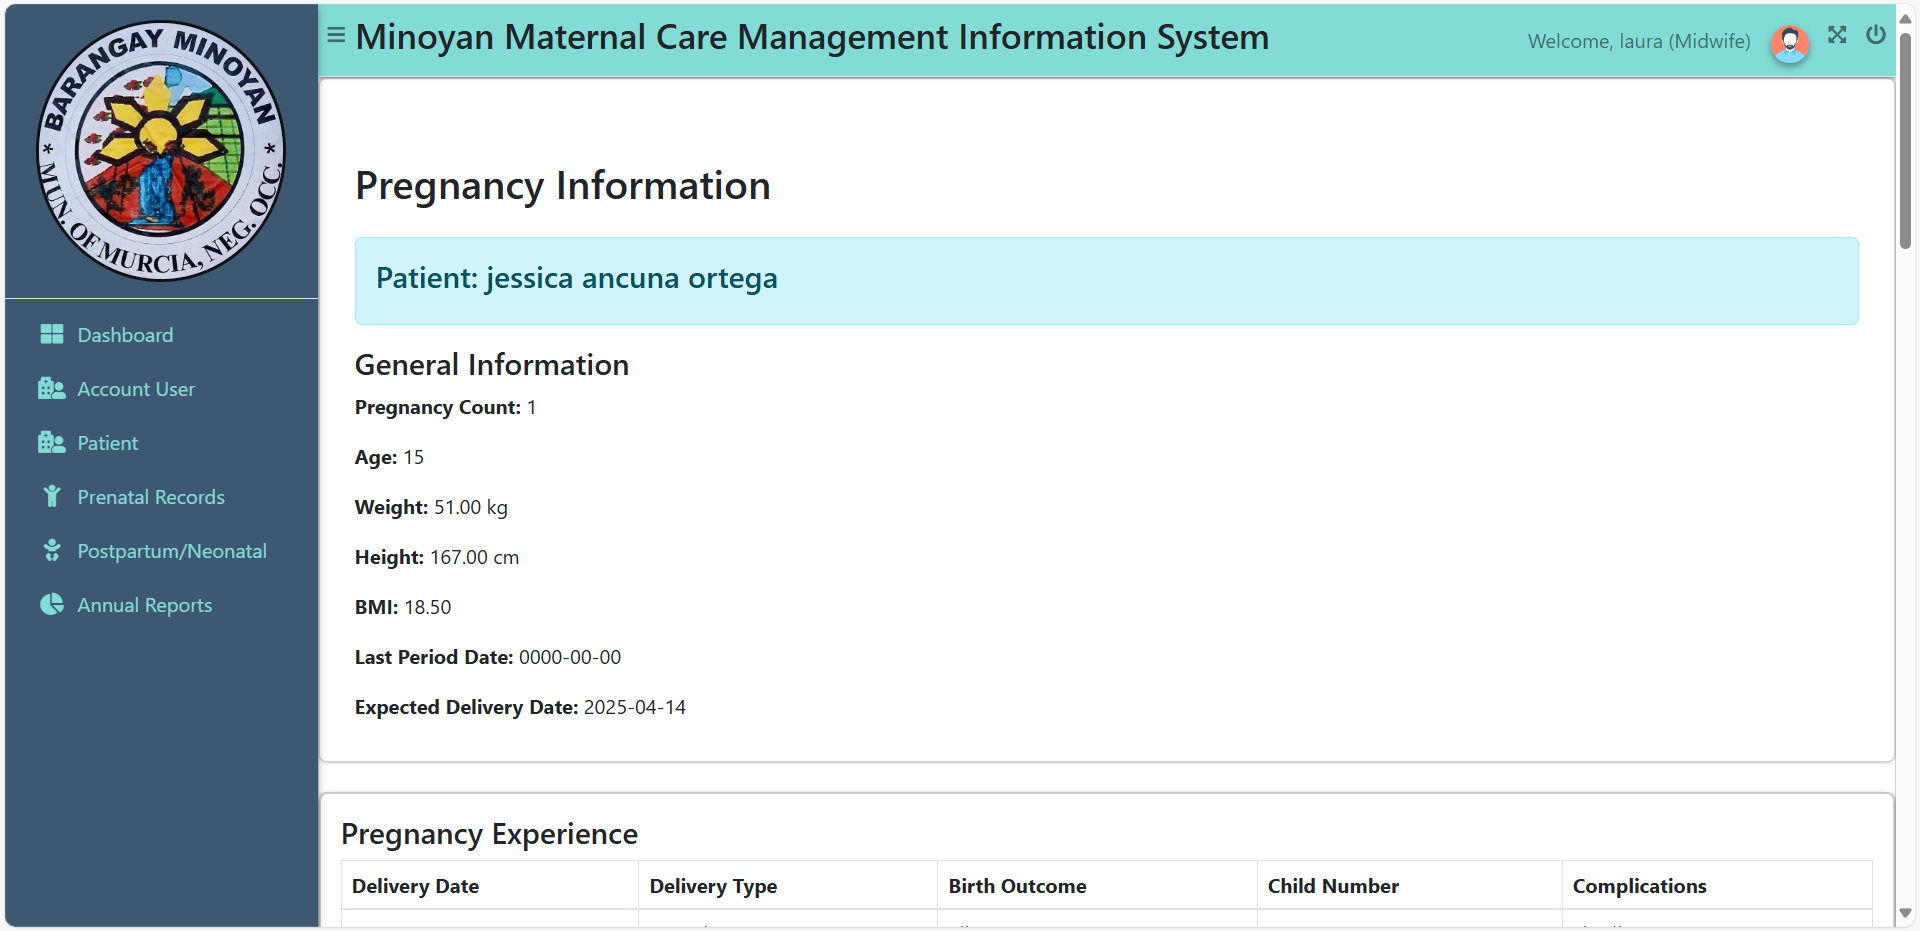 BARANGAY MINOYAN
* MUN. OF MURCIA, NEG. OCC. *
Minoyan Maternal Care Management Information System
Welcome, laura (Midwife)
Dashboard
Account User
Patient
Prenatal Records
Postpartum/Neonatal
Annual Reports
Pregnancy Information
Patient: jessica ancuna ortega
General Information
Pregnancy Count: 1
Age: 15
Weight: 51.00 kg
Height: 167.00 cm
BMI: 18.50
Last Period Date: 0000-00-00
Expected Delivery Date: 2025-04-14
Pregnancy Experience
Delivery Date Delivery Type Birth Outcome Child Number Complications